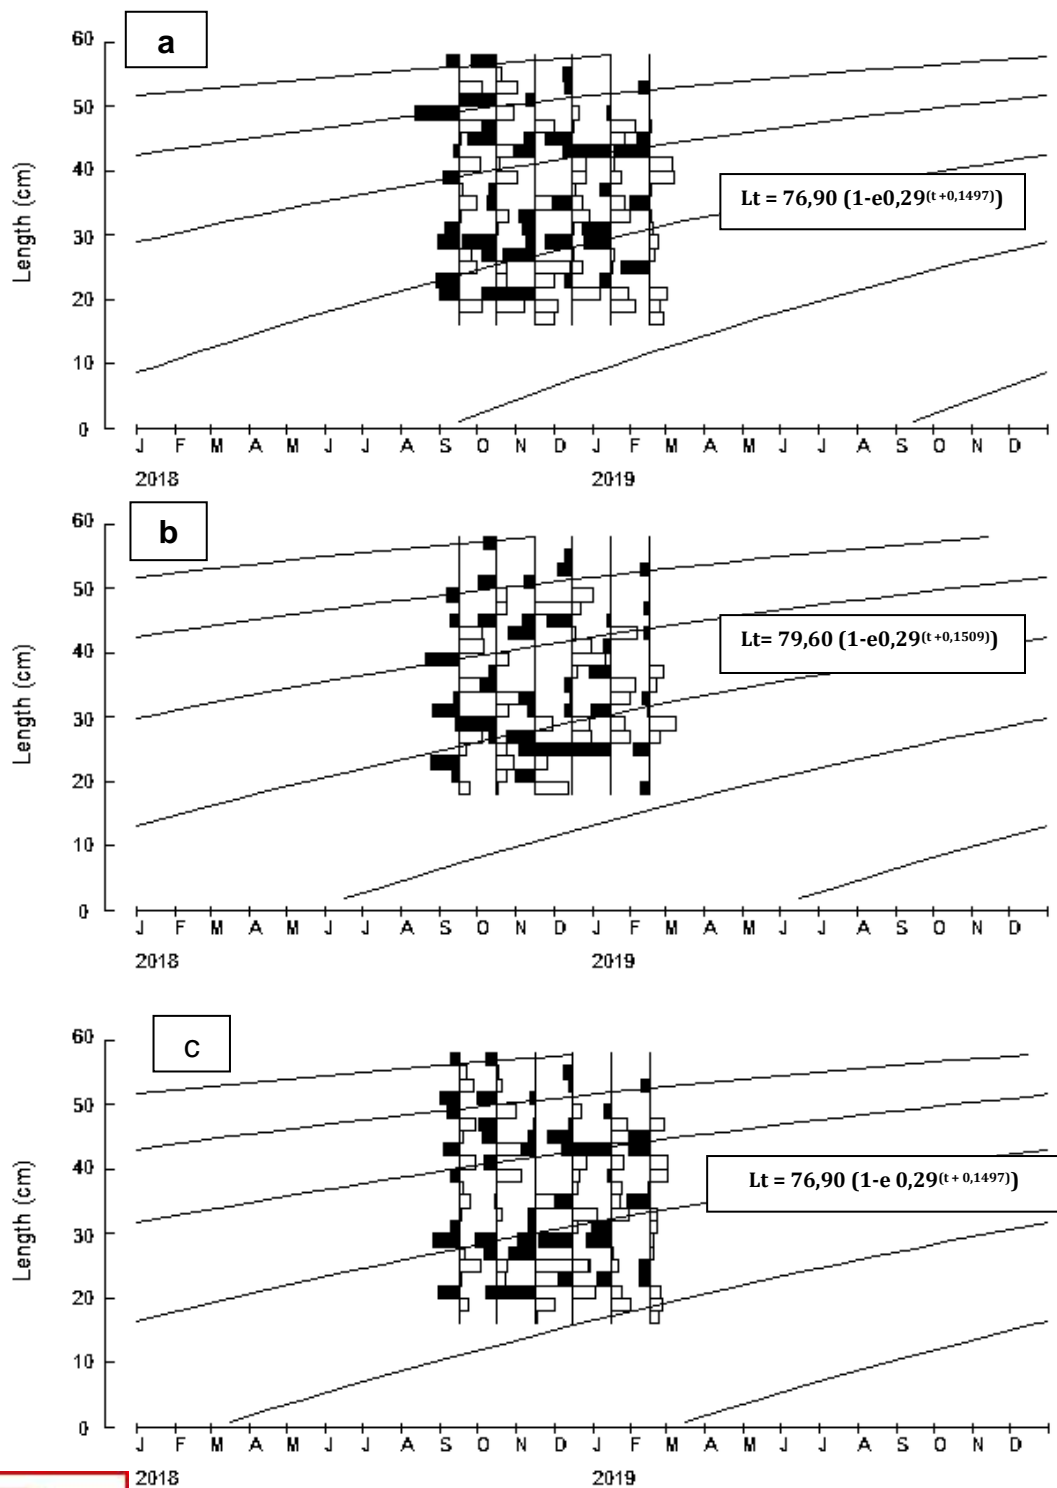 a
60
50
40
30
20
10
0
Length (cm)
Lt = 76,90 (1-e0,29(t +0,1497))
J F M A M J J A S O N D J F M A M J J A S O N D
2018 2019
b
60
50
40
30
20
10
0
Length (cm)
Lt= 79,60 (1-e0,29(t +0,1509))
J F M A M J J A S O N D J F M A M J J A S O N D
2018 2019
c
60
50
40
30
20
10
0
Length (cm)
Lt = 76,90 (1-e 0,29(t + 0,1497))
J F M A M J J A S O N D J F M A M J J A S O N D
2018 2019